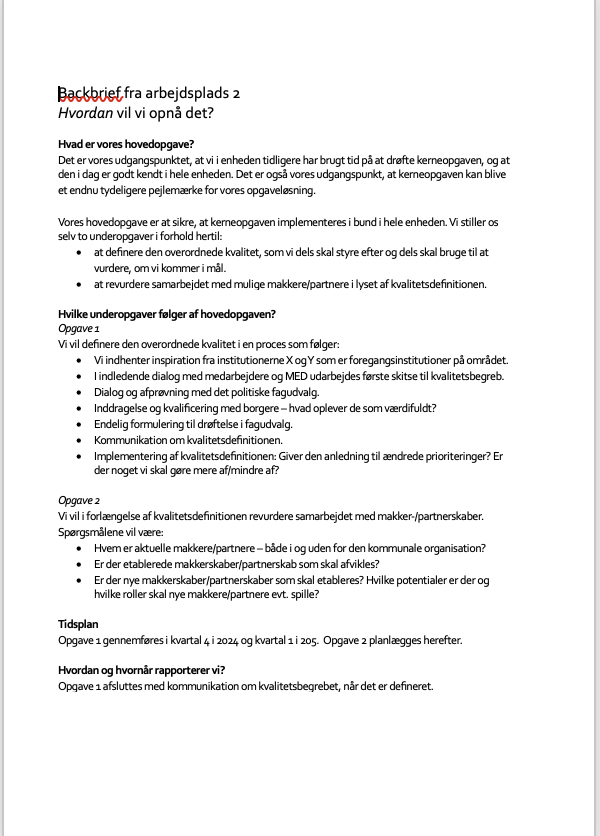 Backbrief fra arbejdsplads 2
Hvordan vil vi opnå det?
Hvad er vores hovedopgave?
Det er vores udgangspunktet, at vi i enheden tidligere har brugt tid på at drøfte kerneopgaven, og at
den i dag er godt kendt i hele enheden. Det er også vores udgangspunkt, at kerneopgaven kan blive
et endnu tydeligere pejlemærke for vores opgaveløsning.
Vores hovedopgave er at sikre, at kerneopgaven implementeres i bund i hele enheden. Vi stiller os
selv to underopgaver i forhold hertil:
• at definere den overordnede kvalitet, som vi dels skal styre efter og dels skal bruge til at
vurdere, om vi kommer i mål.
• at revurdere samarbejdet med mulige makkere/partnere i lyset af kvalitetsdefinitionen.
Hvilke underopgaver følger af hovedopgaven?
Opgave 1
Vi vil definere den overordnede kvalitet i en proces som følger:
• Vi indhenter inspiration fra institutionerne X og Y som er foregangsinstitutioner på området.
• I indledende dialog med medarbejdere og MED udarbejdes første skitse til kvalitetsbegreb.
• Dialog og afprøvning med det politiske fagudvalg.
• Inddragelse og kvalificering med borgere – hvad oplever de som værdifuldt?
• Endelig formulering til drøftelse i fagudvalg.
• Kommunikation om kvalitetsdefinitionen.
• Implementering af kvalitetsdefinitionen: Giver den anledning til ændrede prioriteringer? Er
der noget vi skal gøre mere af/mindre af?
Opgave 2
Vi vil i forlængelse af kvalitetsdefinitionen revurdere samarbejdet med makker-/partnerskaber.
Spørgsmålene vil være:
• Hvem er aktuelle makkere/partnere – både i og uden for den kommunale organisation?
• Er der etablerede makkerskaber/partnerskab som skal afvikles?
• Er der nye makkerskaber/partnerskaber som skal etableres? Hvilke potentialer er der og
hvilke roller skal nye makkere/partnere evt. spille?
Tidsplan
Opgave 1 gennemføres i kvartal 4 i 2024 og kvartal 1 i 205. Opgave 2 planlægges herefter.
Hvordan og hvornår rapporterer vi?
Opgave 1 afsluttes med kommunikation om kvalitetsbegrebet, når det er defineret.